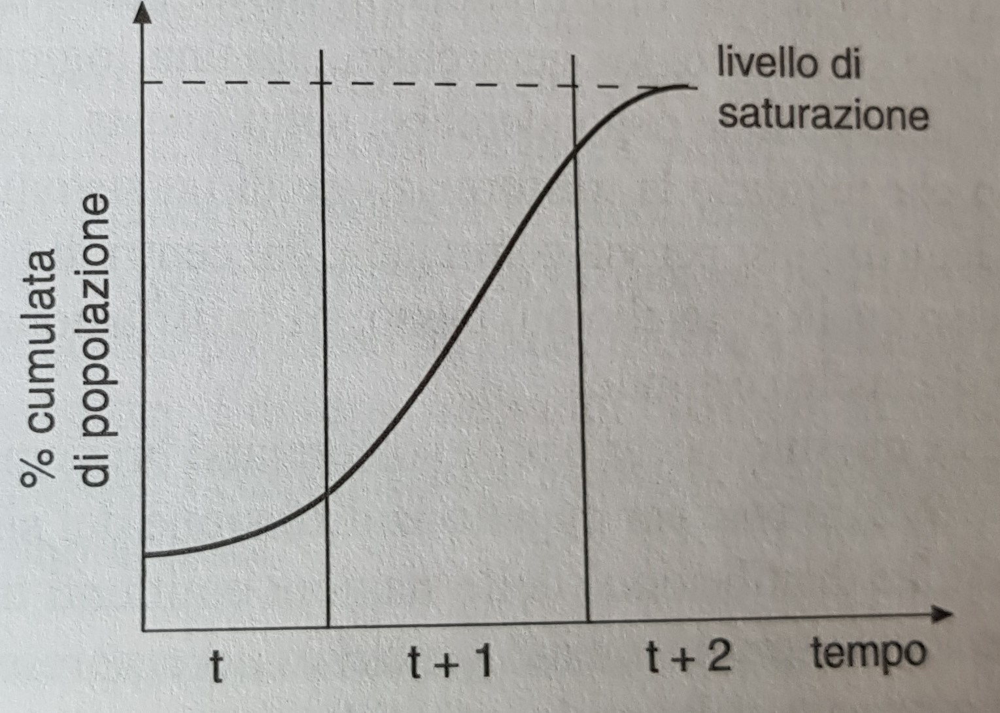 livello di
saturazione
% cumulata
di popolazione
t
t + 1
t + 2
tempo